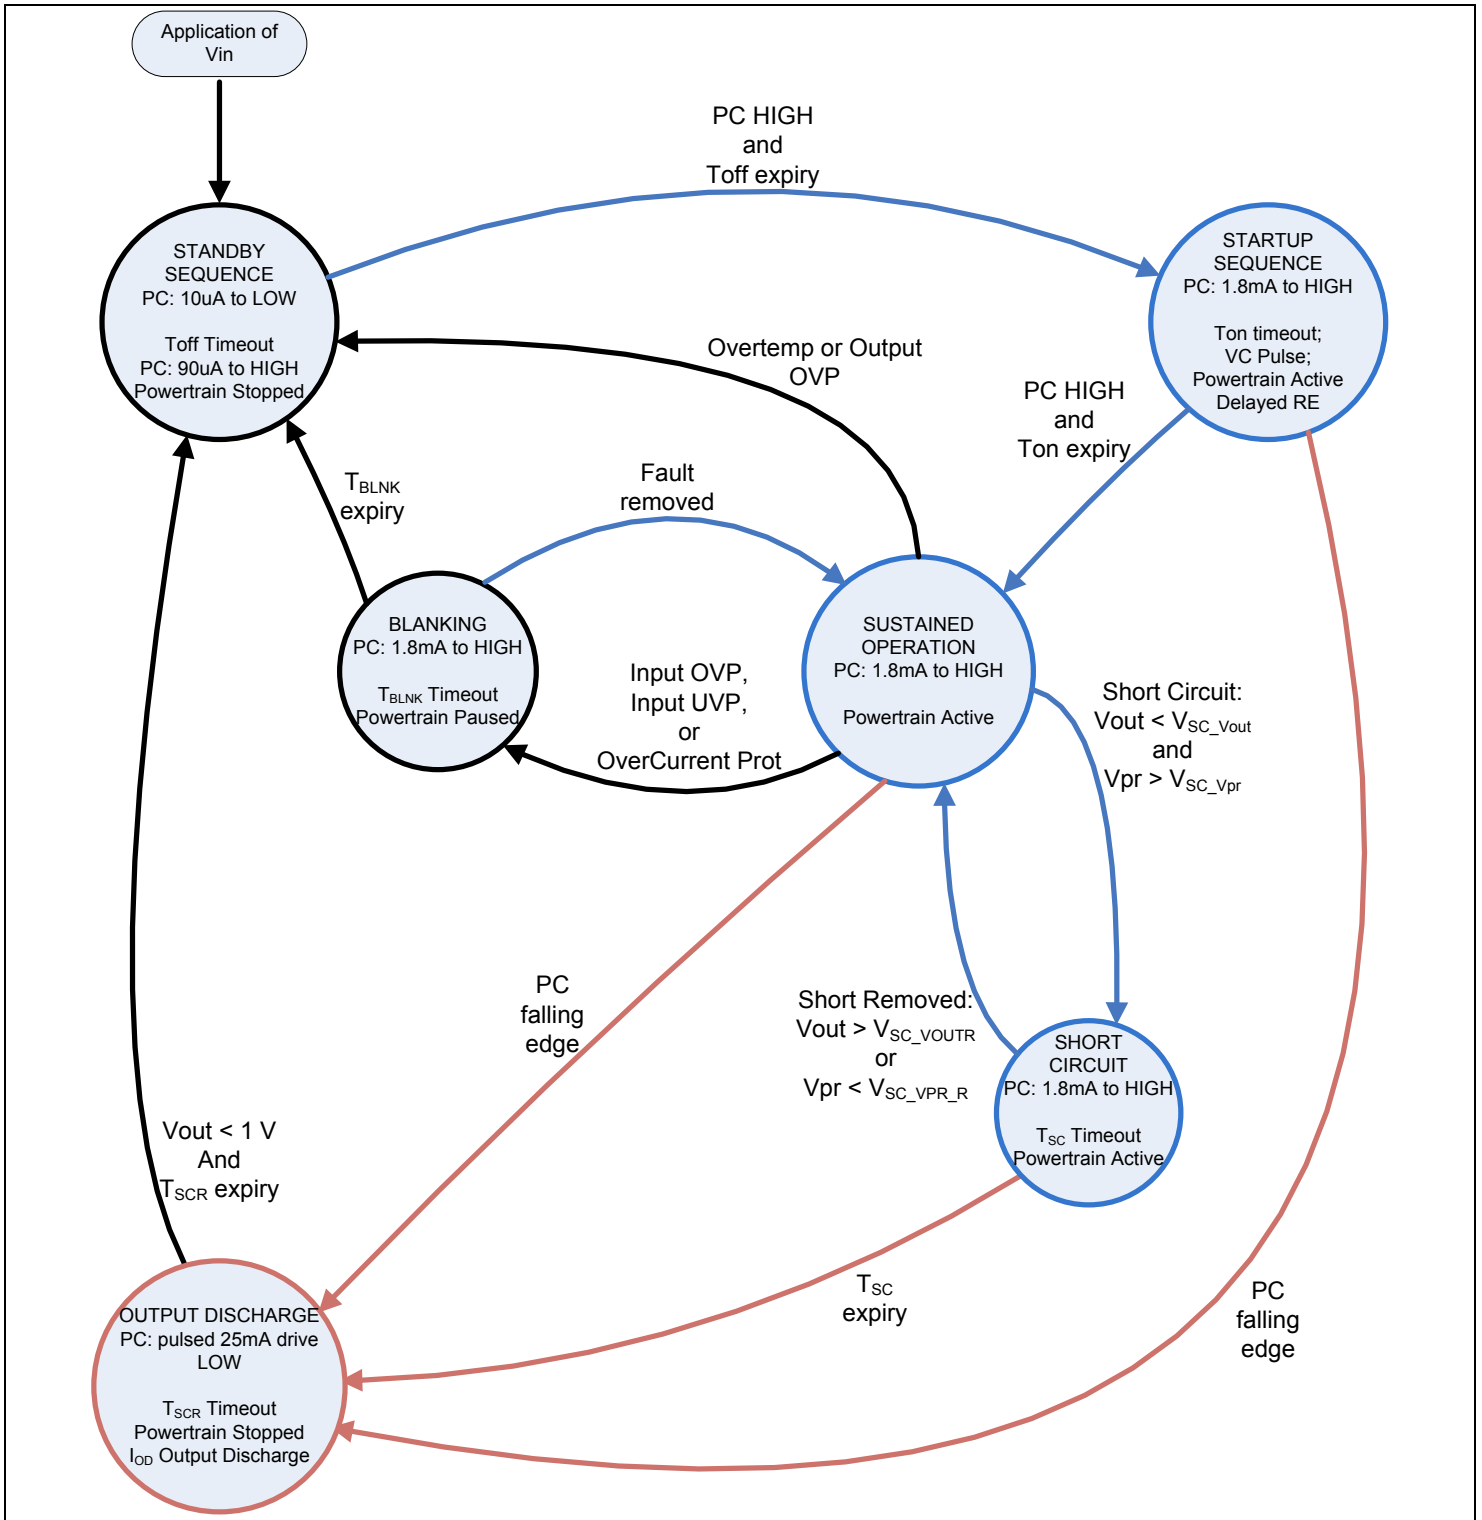 Application of
Vin
PC HIGH
and
Toff expiry
STANDBY
SEQUENCE
PC: 10uA to LOW
Toff Timeout
PC: 90uA to HIGH
Powertrain Stopped
STARTUP
SEQUENCE
PC: 1.8mA to HIGH
Ton timeout;
VC Pulse;
Powertrain Active
Delayed RE
Overtemp or Output
OVP
PC HIGH
and
Ton expiry
TBLNK
expiry
Fault
removed
BLANKING
PC: 1.8mA to HIGH
TBLNK Timeout
Powertrain Paused
Input OVP,
Input UVP,
or
OverCurrent Prot
SUSTAINED
OPERATION
PC: 1.8mA to HIGH
Powertrain Active
Short Circuit:
Vout < VSC_Vout
and
Vpr > VSC_Vpr
PC
falling
edge
Short Removed:
Vout > VSC_VOUTR
or
Vpr < VSC_VPR_R
SHORT
CIRCUIT
PC: 1.8mA to HIGH
TSC Timeout
Powertrain Active
Vout < 1 V
And
TSCR expiry
TSC
expiry
PC
falling
edge
OUTPUT DISCHARGE
PC: pulsed 25mA drive
LOW
TSCR Timeout
Powertrain Stopped
IOD Output Discharge